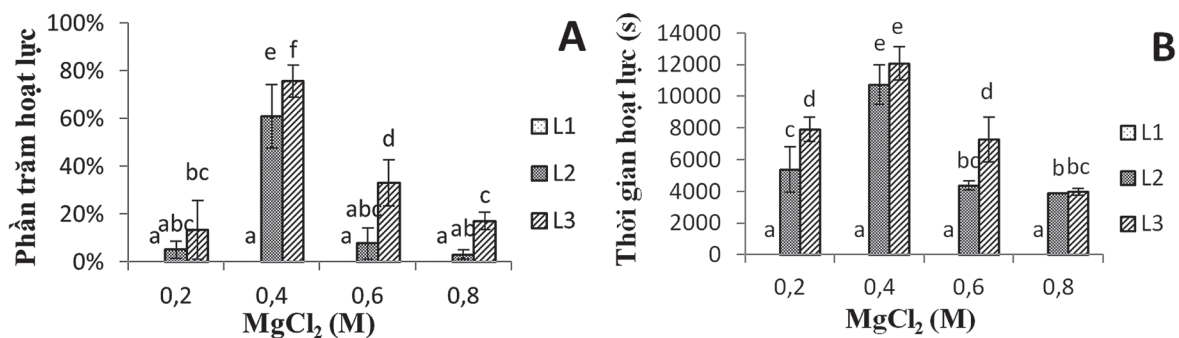 A
Phần trăm hoạt lực
100%
80%
60%
40%
20%
0%
a abc bc
a e f
a abc d
a ab c
0,2 0,4 0,6 0,8
MgCl₂ (M)
L1
L2
L3
B
Thời gian hoạt lực (s)
14000
12000
10000
8000
6000
4000
2000
0
a c d
a e e
a bc d
a b bc
0,2 0,4 0,6 0,8
MgCl₂ (M)
L1
L2
L3